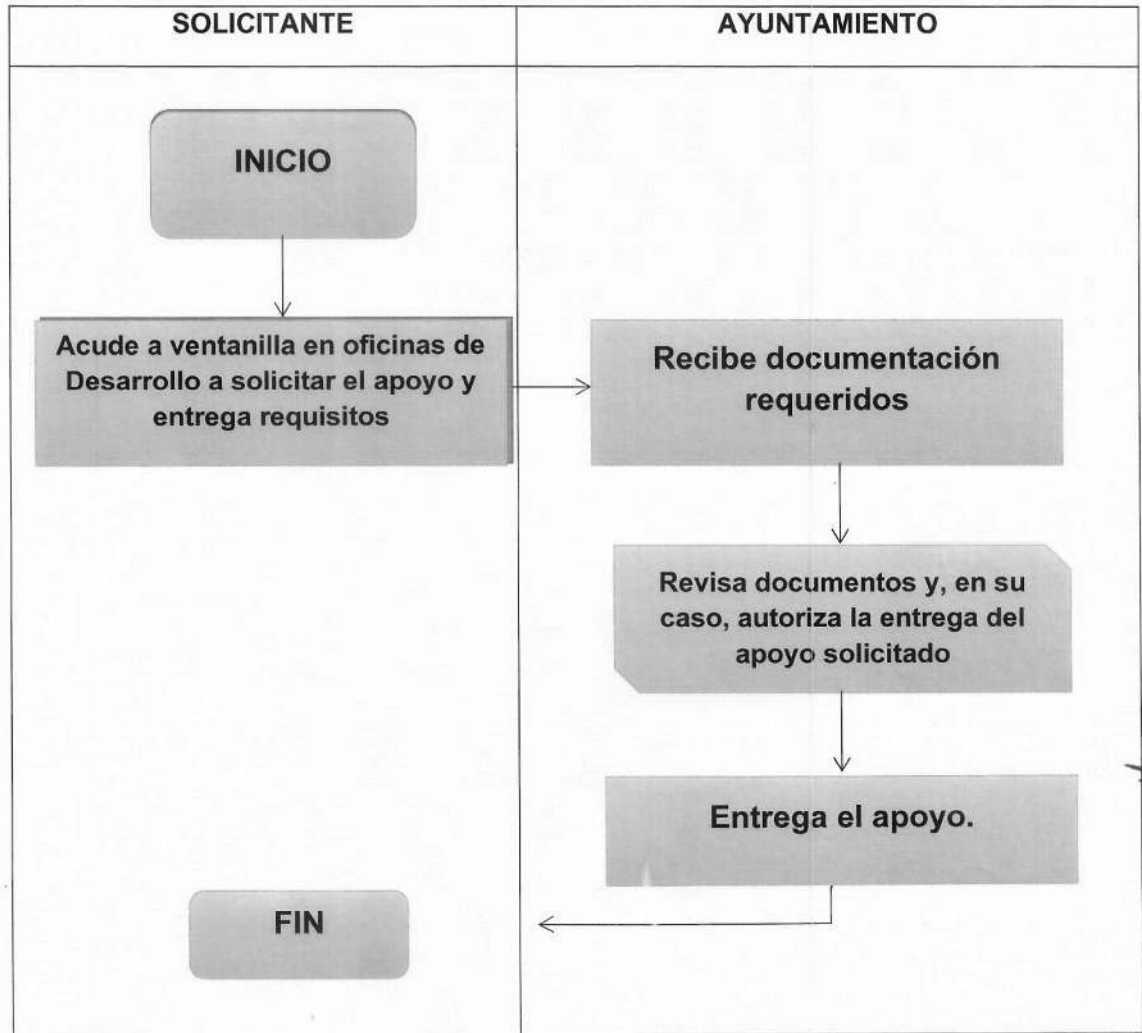 SOLICITANTE
AYUNTAMIENTO
INICIO
Acude a ventanilla en oficinas de
Desarrollo a solicitar el apoyo y
entrega requisitos
Recibe documentación
requeridos
Revisa documentos y, en su
caso, autoriza la entrega del
apoyo solicitado
Entrega el apoyo.
FIN